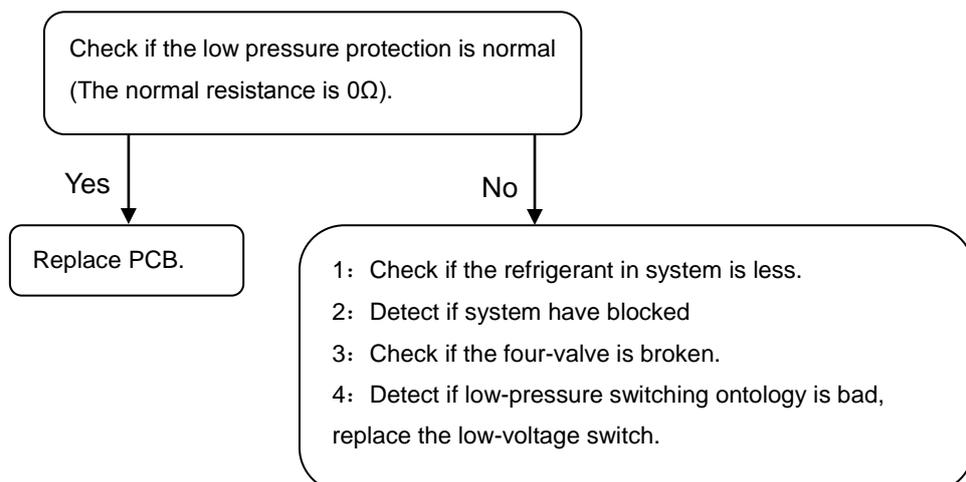 Check if the low pressure protection is normal
(The normal resistance is 0Ω).
Yes
No
Replace PCB.
1：Check if the refrigerant in system is less.
2：Detect if system have blocked
3：Check if the four-valve is broken.
4：Detect if low-pressure switching ontology is bad,
replace the low-voltage switch.